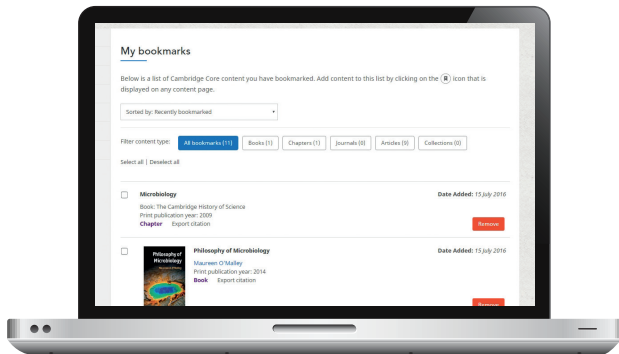 My bookmarks
Below is a list of Cambridge Core content you have bookmarked. Add content to this list by clicking on the icon that is
displayed on any content page.
Sorted by: Recently bookmarked
Filter content type: All bookmarks (11) Books (1) Chapters (1) Journals (0) Articles (9) Collections (0)
Select all | Deselect all
Microbiology Date Added: 15 July 2016
Book: The Cambridge History of Science
Print publication year: 2009
Chapter Export citation Remove
Philosophy of Microbiology Date Added: 15 July 2016
Philosophy of
Microbiology
Maureen O'Malley
Maureen O'Malley
Print publication year: 2014
Book Export citation
Remove